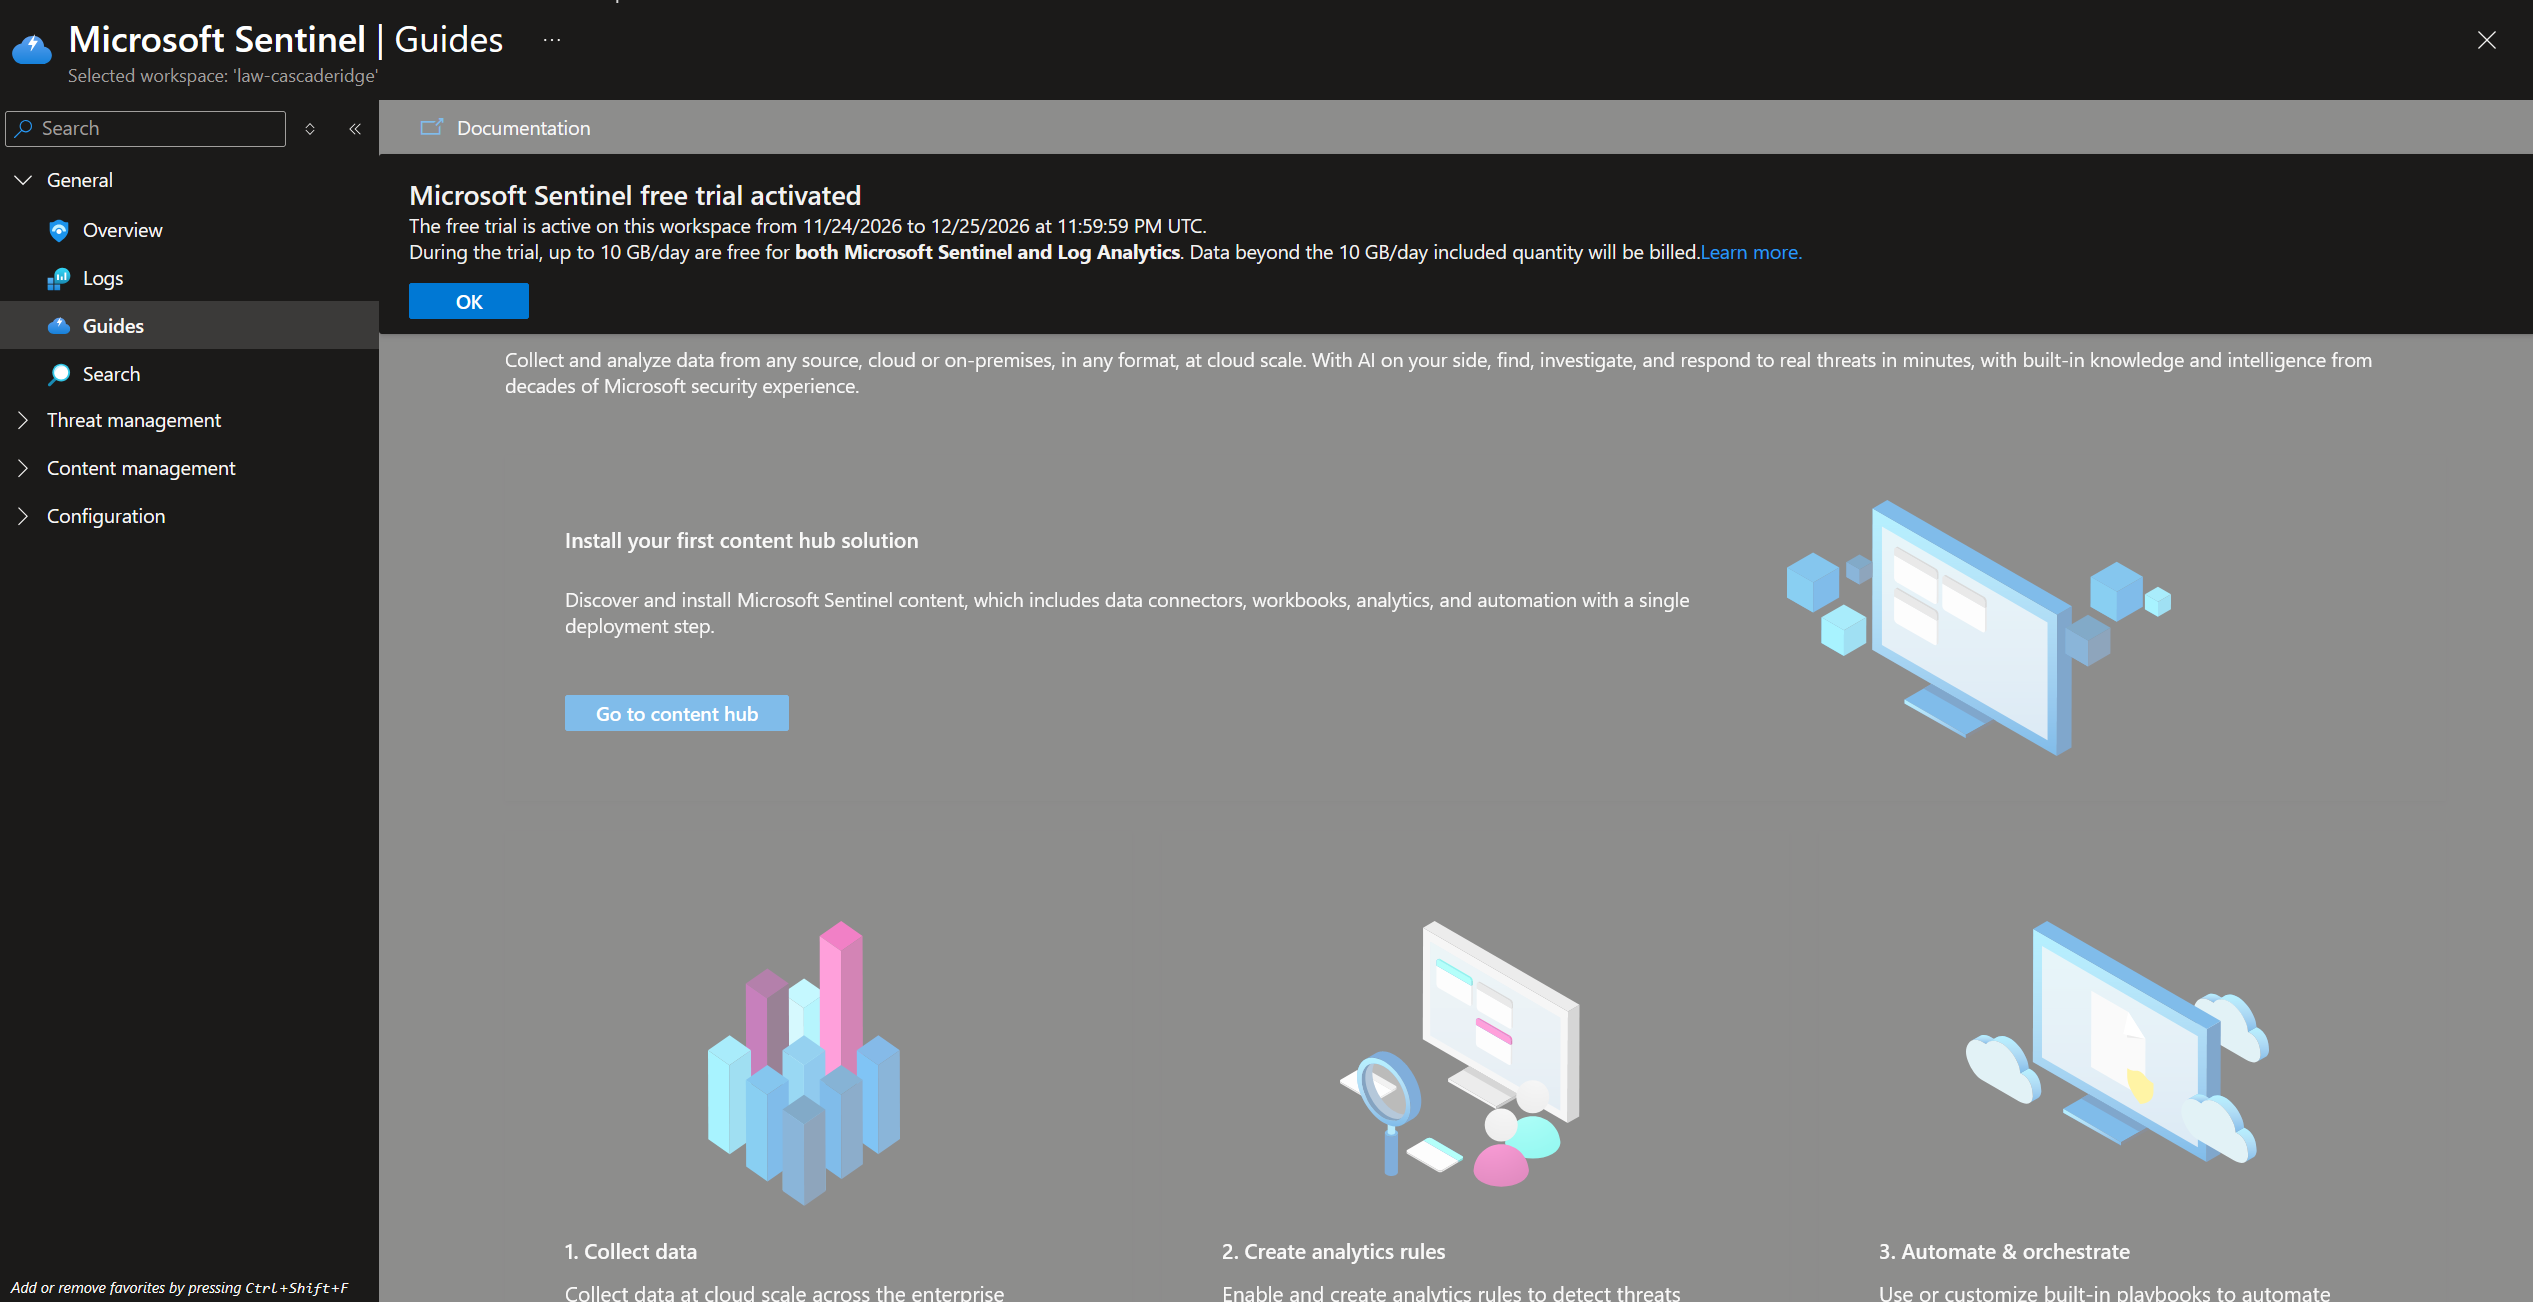 Microsoft Sentinel | Guides ...
Selected workspace: 'law-cascaderidge'
Search
Documentation
General
Overview
Logs
Guides
Search
Threat management
Content management
Configuration
Microsoft Sentinel free trial activated
The free trial is active on this workspace from 11/24/2026 to 12/25/2026 at 11:59:59 PM UTC.
During the trial, up to 10 GB/day are free for both Microsoft Sentinel and Log Analytics. Data beyond the 10 GB/day included quantity will be billed.Learn more.
OK
Collect and analyze data from any source, cloud or on-premises, in any format, at cloud scale. With AI on your side, find, investigate, and respond to real threats in minutes, with built-in knowledge and intelligence from
decades of Microsoft security experience.
Install your first content hub solution
Discover and install Microsoft Sentinel content, which includes data connectors, workbooks, analytics, and automation with a single
deployment step.
Go to content hub
1. Collect data
Collect data at cloud scale across the enterprise
2. Create analytics rules
Enable and create analytics rules to detect threats
3. Automate & orchestrate
Use or customize built-in playbooks to automate
Add or remove favorites by pressing Ctrl+Shift+F